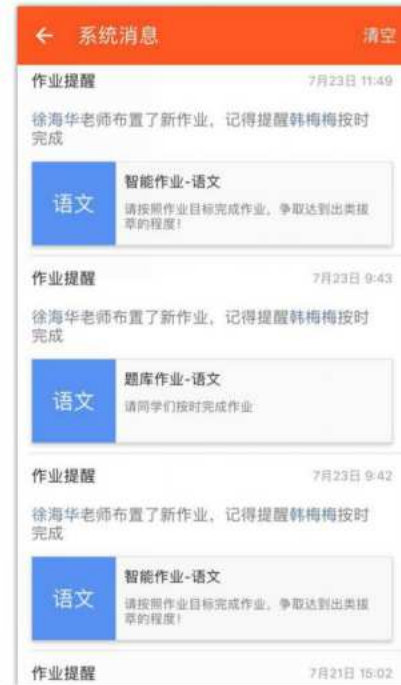 ← 系统消息 清空
作业提醒 7月23日 11:49
徐海华老师布置了新作业，记得提醒韩梅梅按时
完成
语文
智能作业-语文
请按照作业目标完成作业，争取达到出类拔
萃的程度！
作业提醒 7月23日 9:43
徐海华老师布置了新作业，记得提醒韩梅梅按时
完成
语文
题库作业-语文
请同学们按时完成作业
作业提醒 7月23日 9:42
徐海华老师布置了新作业，记得提醒韩梅梅按时
完成
语文
智能作业-语文
请按照作业目标完成作业，争取达到出类拔
萃的程度！
作业提醒 7月21日 15:02